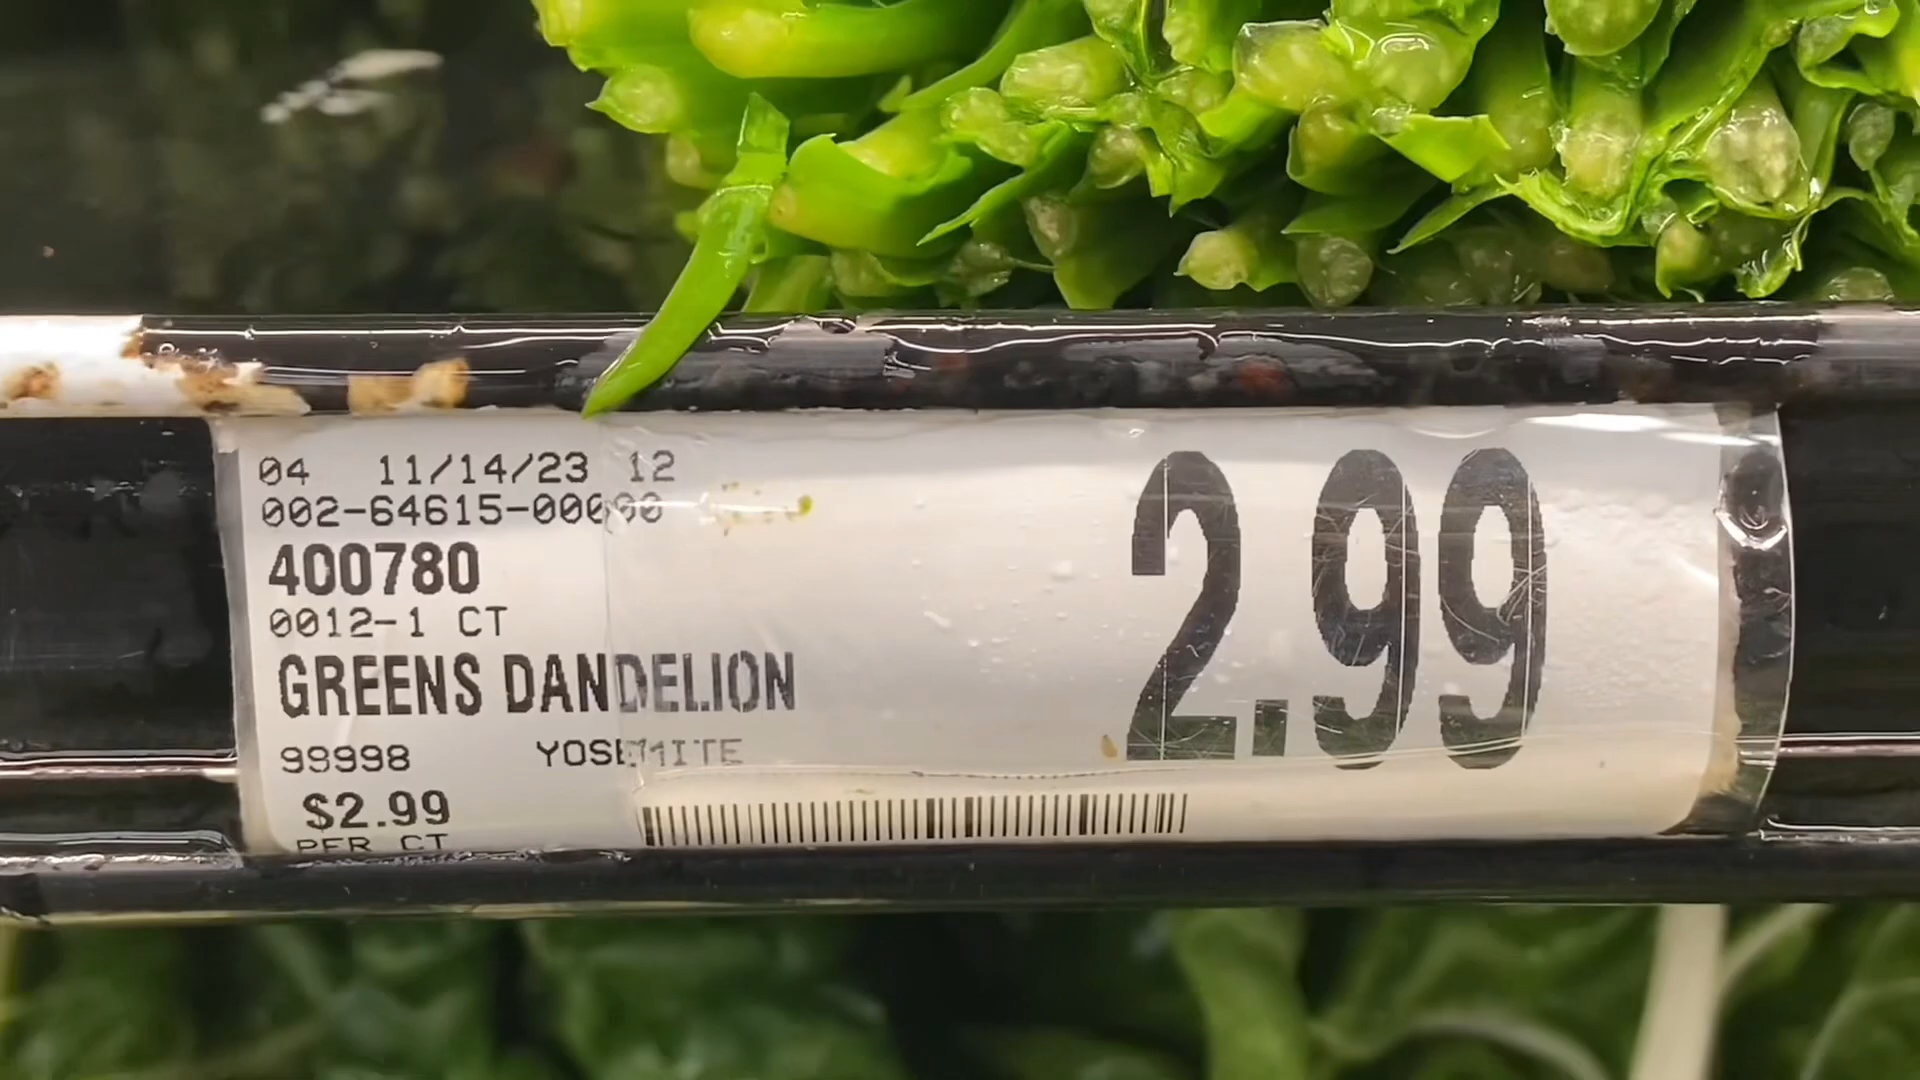 04 11/14/23 12
002-64615-00000
400780
0012-1 CT
GREENS DANDELION
99998 YOSEMITE
$2.99
PER CT
2.99